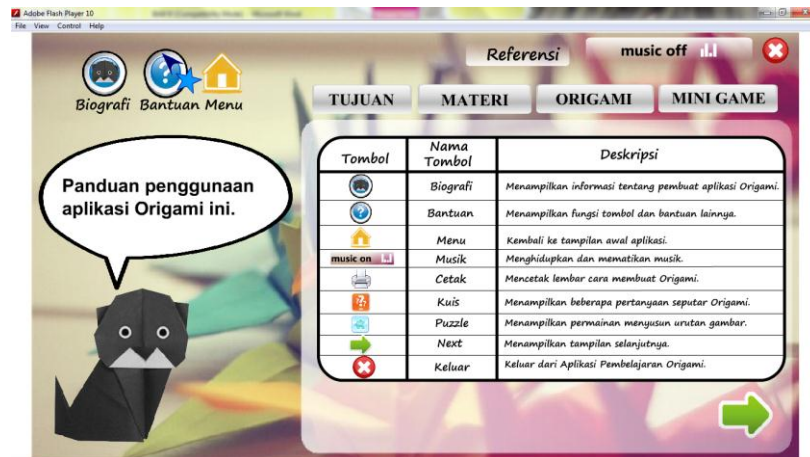 Adobe Flash Player 10
File View Control Help
Referensi
music off
Biografi Bantuan Menu
TUJUAN MATERI ORIGAMI MINI GAME
Panduan penggunaan
aplikasi Origami ini.
Tombol Nama Tombol Deskripsi
Biografi Menampilkan informasi tentang pembuat aplikasi Origami.
Bantuan Menampilkan fungsi tombol dan bantuan lainnya.
Menu Kembali ke tampilan awal aplikasi.
music on Musik Menghidupkan dan mematikan musik.
Cetak Mencetak lembar cara membuat Origami.
Kuis Menampilkan beberapa pertanyaan seputar Origami.
Puzzle Menampilkan permainan menyusun urutan gambar.
Next Menampilkan tampilan selanjutnya.
Keluar Keluar dari Aplikasi Pembelajaran Origami.